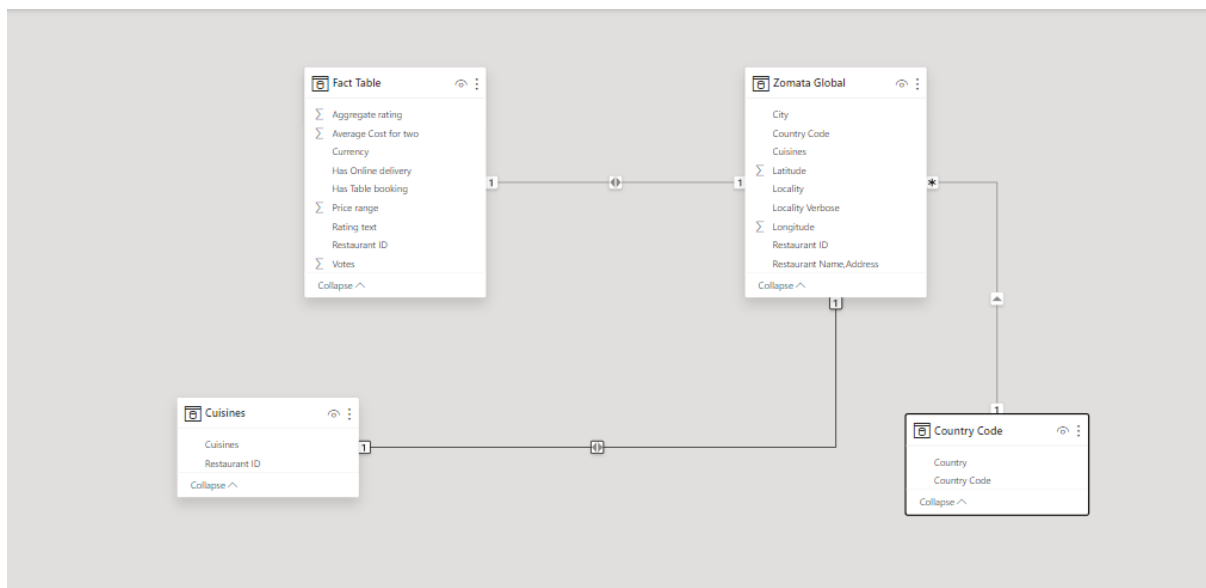 Fact Table
Σ Aggregate rating
Σ Average Cost for two
Currency
Has Online delivery
Has Table booking
Σ Price range
Rating text
Restaurant ID
Σ Votes
Collapse
Zomata Global
City
Country Code
Cuisines
Σ Latitude
Locality
Locality Verbose
Σ Longitude
Restaurant ID
Restaurant Name,Address
Collapse
1
1
*
1
1
1
Cuisines
Cuisines
Restaurant ID
Collapse
Country Code
Country
Country Code
Collapse